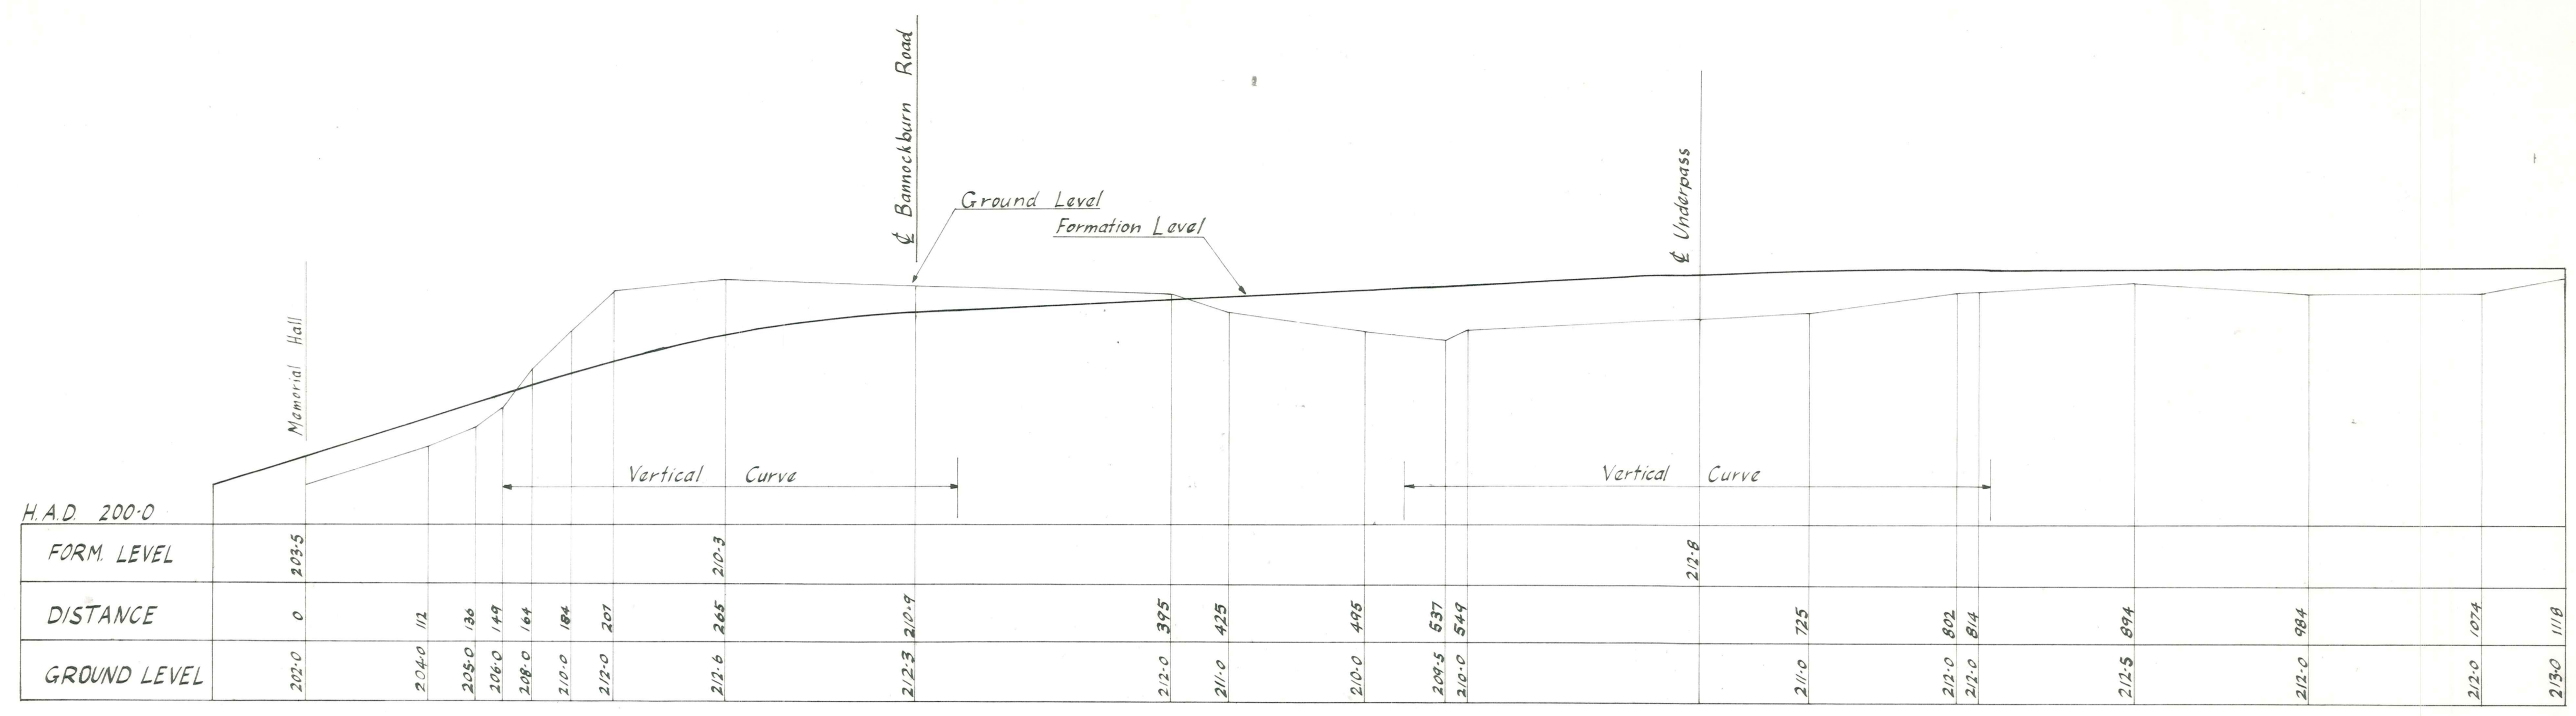 ℄ Bannockburn Road
Ground Level
Formation Level
℄ Underpass
Memorial Hall
Vertical Curve
Vertical Curve
H.A.D. 200·0
FORM. LEVEL 203·5 210·3 212·8
DISTANCE 0 112 136 149 164 184 207 265 210·9 395 425 495 537 549 725 802 814 894 984 1074 1118
GROUND LEVEL 202·0 204·0 205·0 206·0 208·0 210·0 212·0 212·6 212·3 212·0 211·0 210·0 209·5 210·0 211·0 212·0 212·0 212·5 212·0 212·0 213·0